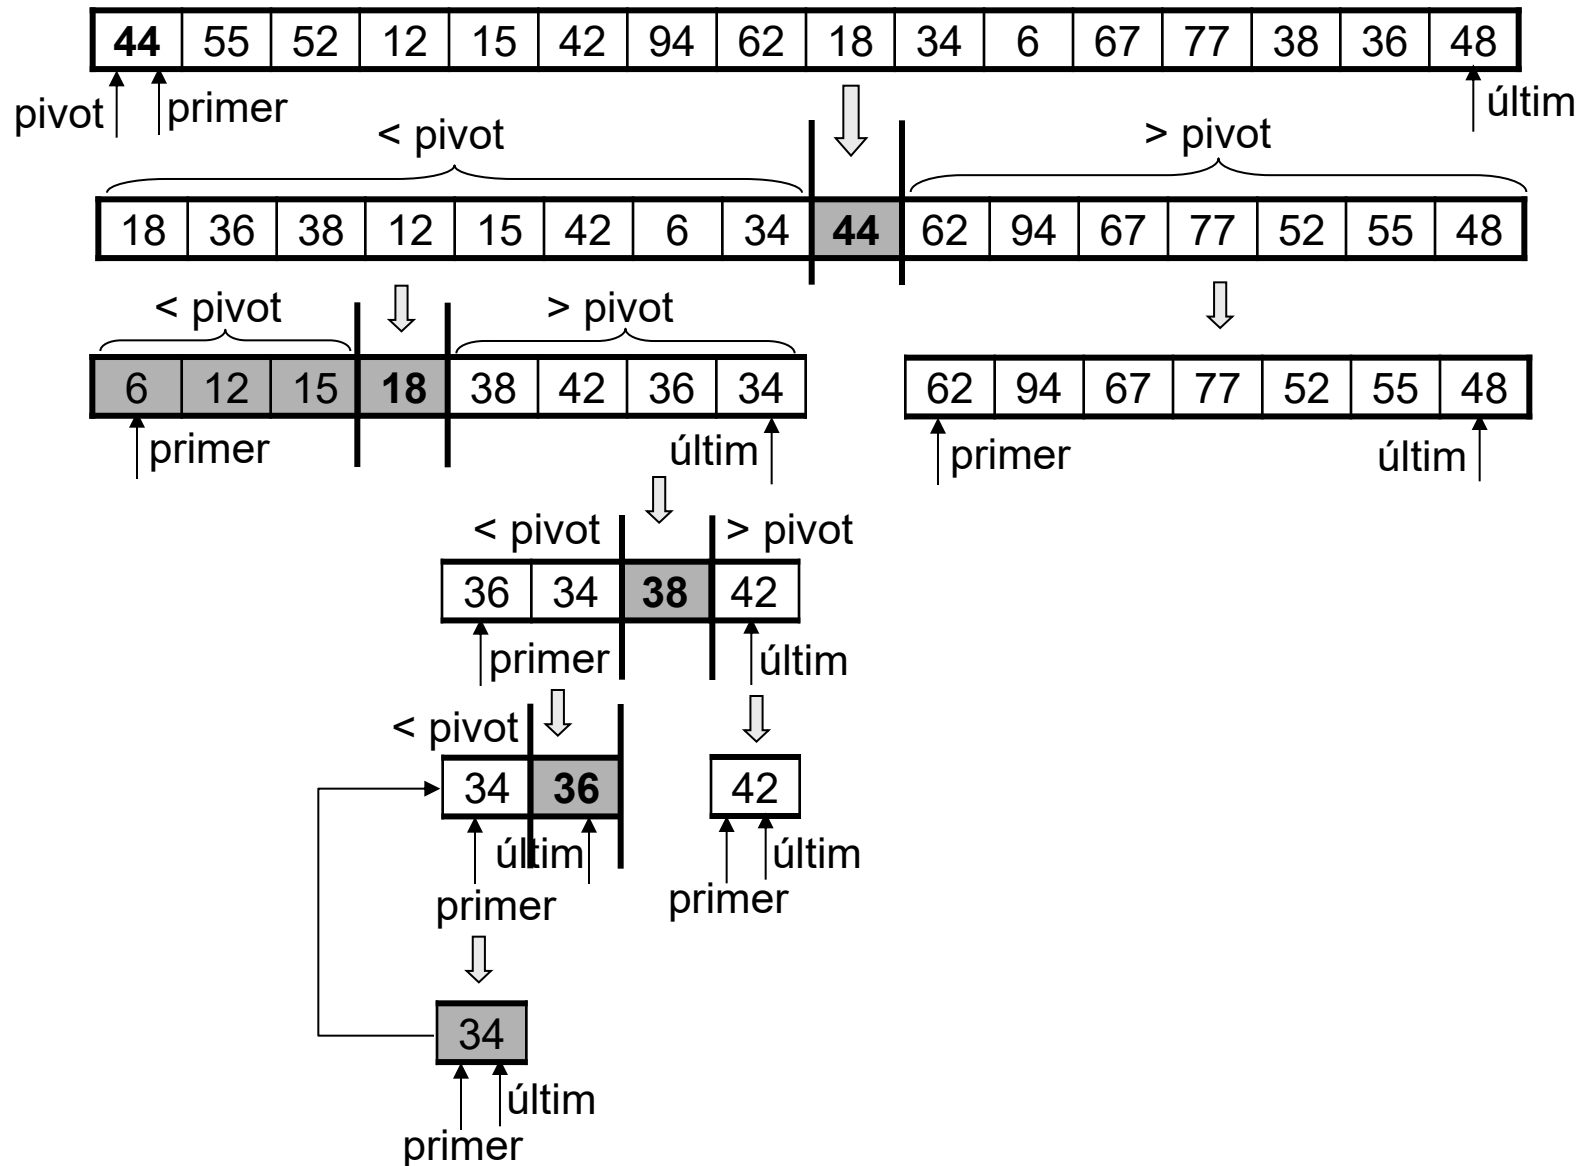 44 55 52 12 15 42 94 62 18 34 6 67 77 38 36 48
pivot primer últim
< pivot > pivot
18 36 38 12 15 42 6 34 44 62 94 67 77 52 55 48
< pivot > pivot
6 12 15 18 38 42 36 34 62 94 67 77 52 55 48
primer últim primer últim
< pivot > pivot
36 34 38 42
primer últim
< pivot
34 36 42
últim últim
primer primer
34
últim
primer